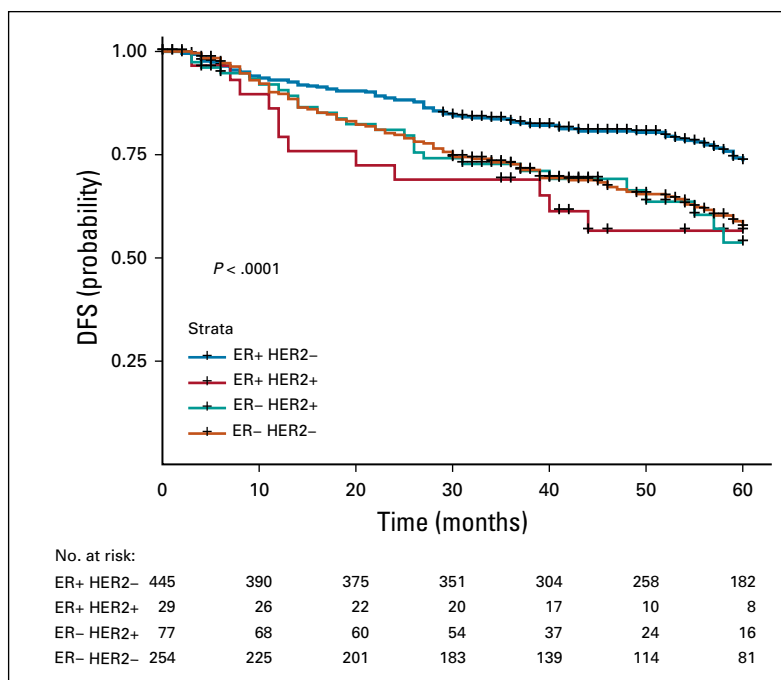 1.00
0.75
0.50
0.25
DFS (probability)
P < .0001
Strata
ER+ HER2−
ER+ HER2+
ER− HER2+
ER− HER2−
0 10 20 30 40 50 60
Time (months)
No. at risk:
ER+ HER2− 445 390 375 351 304 258 182
ER+ HER2+ 29 26 22 20 17 10 8
ER− HER2+ 77 68 60 54 37 24 16
ER− HER2− 254 225 201 183 139 114 81